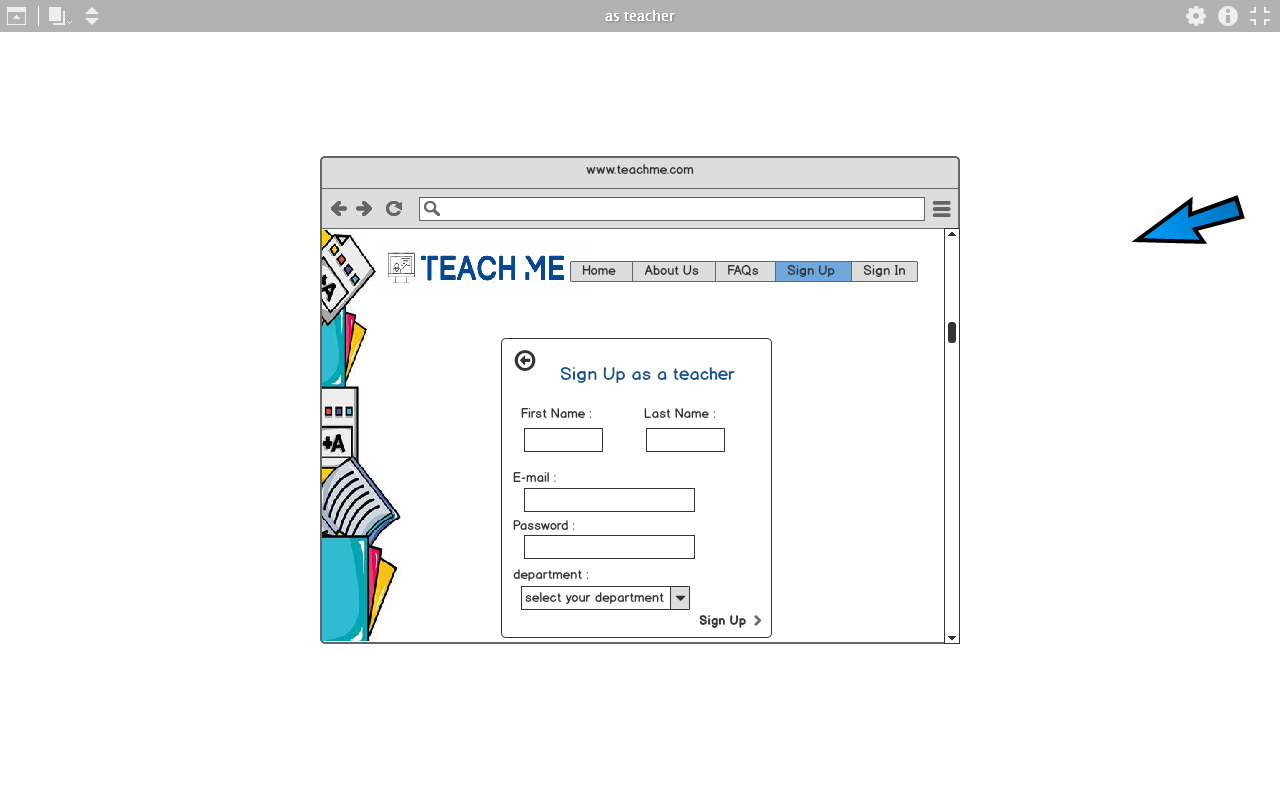 as teacher
www.teachme.com
TEACH ME
Home About Us FAQs Sign Up Sign In
+A
Sign Up as a teacher
First Name : Last Name :
+A
E-mail :
Password :
department :
select your department
Sign Up